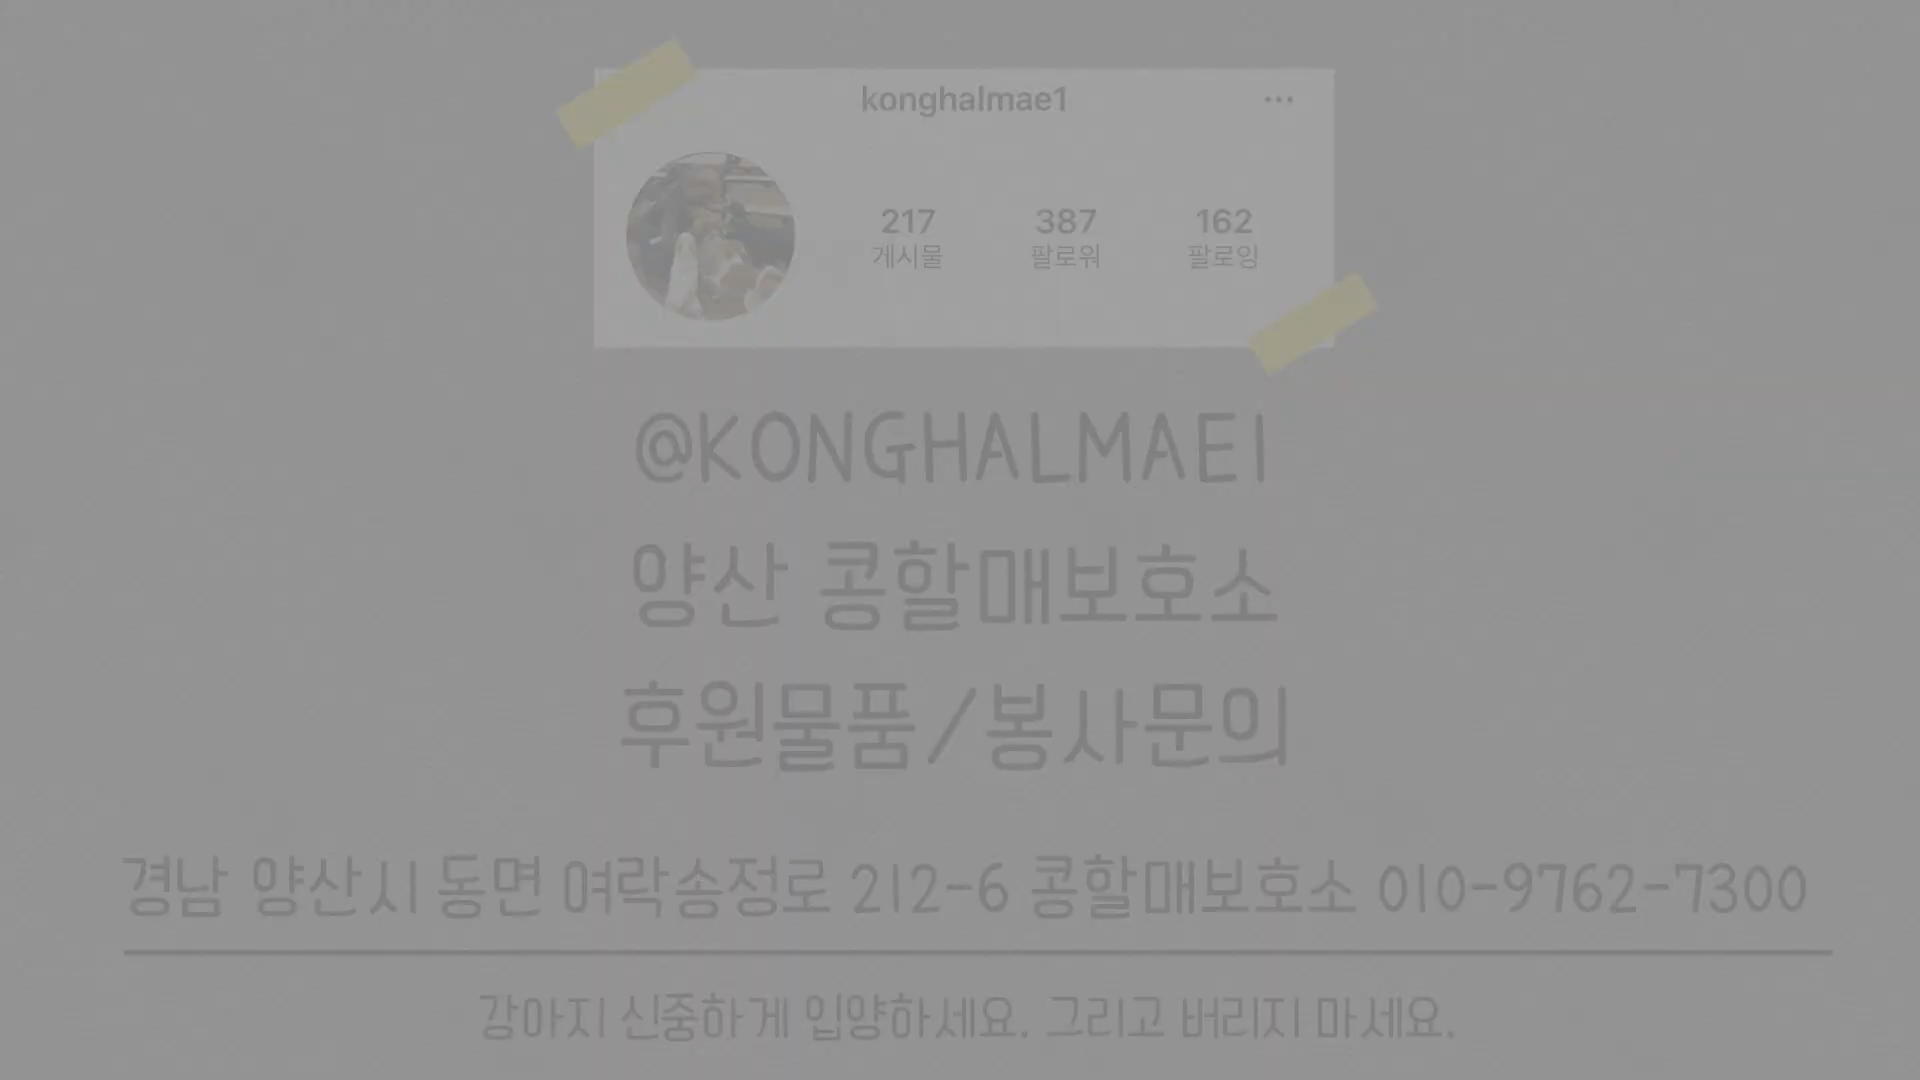 konghalmae1 ...
217 387 162
게시물 팔로워 팔로잉
@KONGHALMAE1
양산 콩할매보호소
후원물품/봉사문의
경남 양산시 동면 여락송정로 212-6 콩할매보호소 010-9762-7300
강아지 신중하게 입양하세요. 그리고 버리지 마세요.